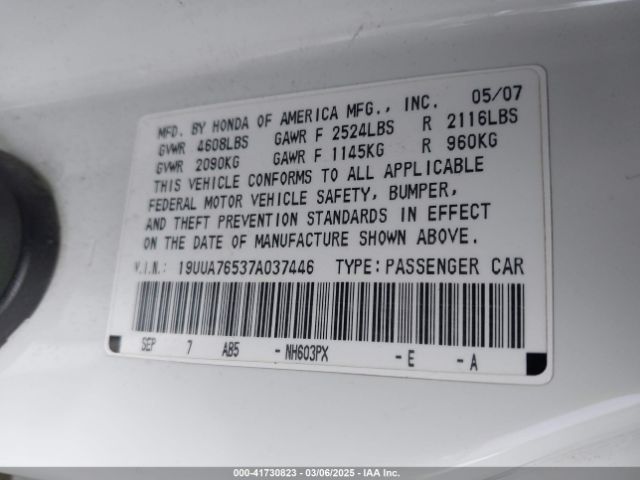 MFD. BY HONDA OF AMERICA MFG., INC. 05/07
GVWR 4608LBS GAWR F 2524LBS R 2116LBS
GVWR 2090KG GAWR F 1145KG R 960KG
THIS VEHICLE CONFORMS TO ALL APPLICABLE
FEDERAL MOTOR VEHICLE SAFETY, BUMPER,
AND THEFT PREVENTION STANDARDS IN EFFECT
ON THE DATE OF MANUFACTURE SHOWN ABOVE.
V.I.N.: 19UUA76537A037446 TYPE: PASSENGER CAR
SEP 7 AB5 - NH603PX - E - A
000-41730823 - 03/06/2025 - IAA Inc.